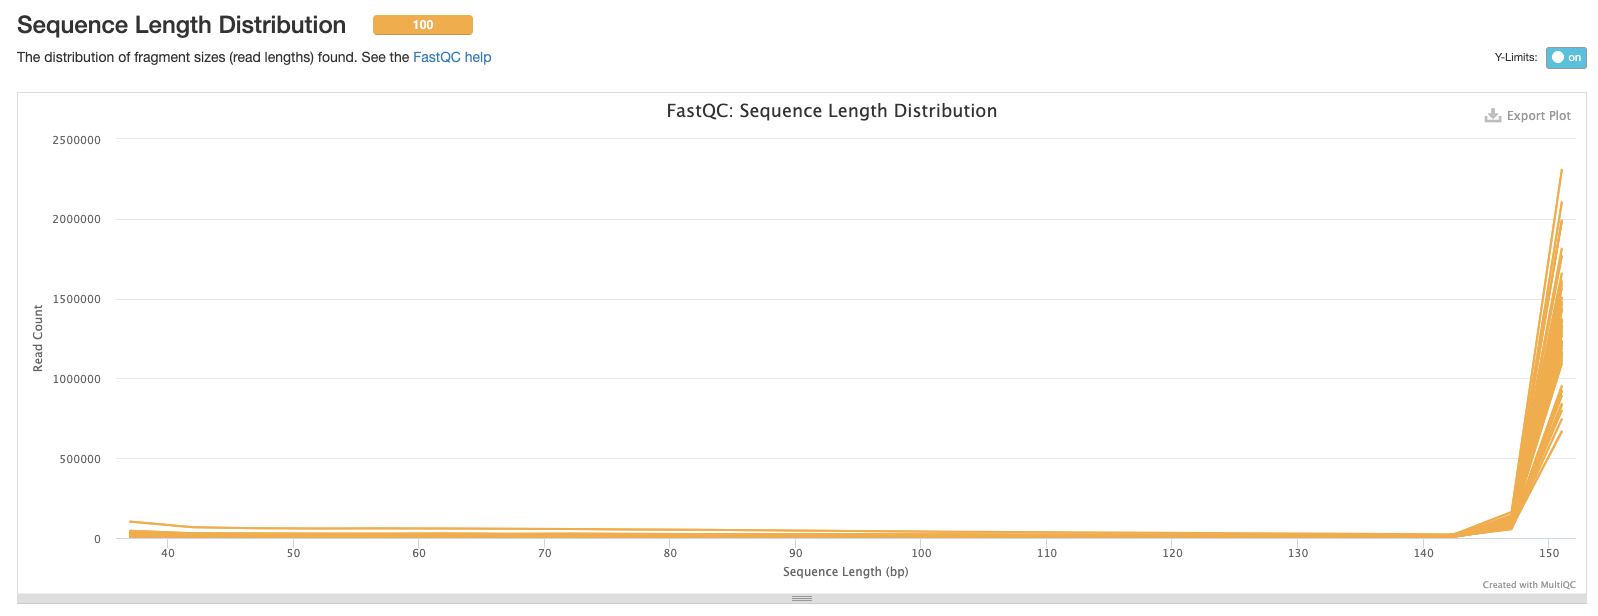 Sequence Length Distribution 100
The distribution of fragment sizes (read lengths) found. See the FastQC help
Y-Limits: on
FastQC: Sequence Length Distribution
Export Plot
2500000
2000000
1500000
1000000
500000
0
Read Count
40 50 60 70 80 90 100 110 120 130 140 150
Sequence Length (bp)
Created with MultiQC